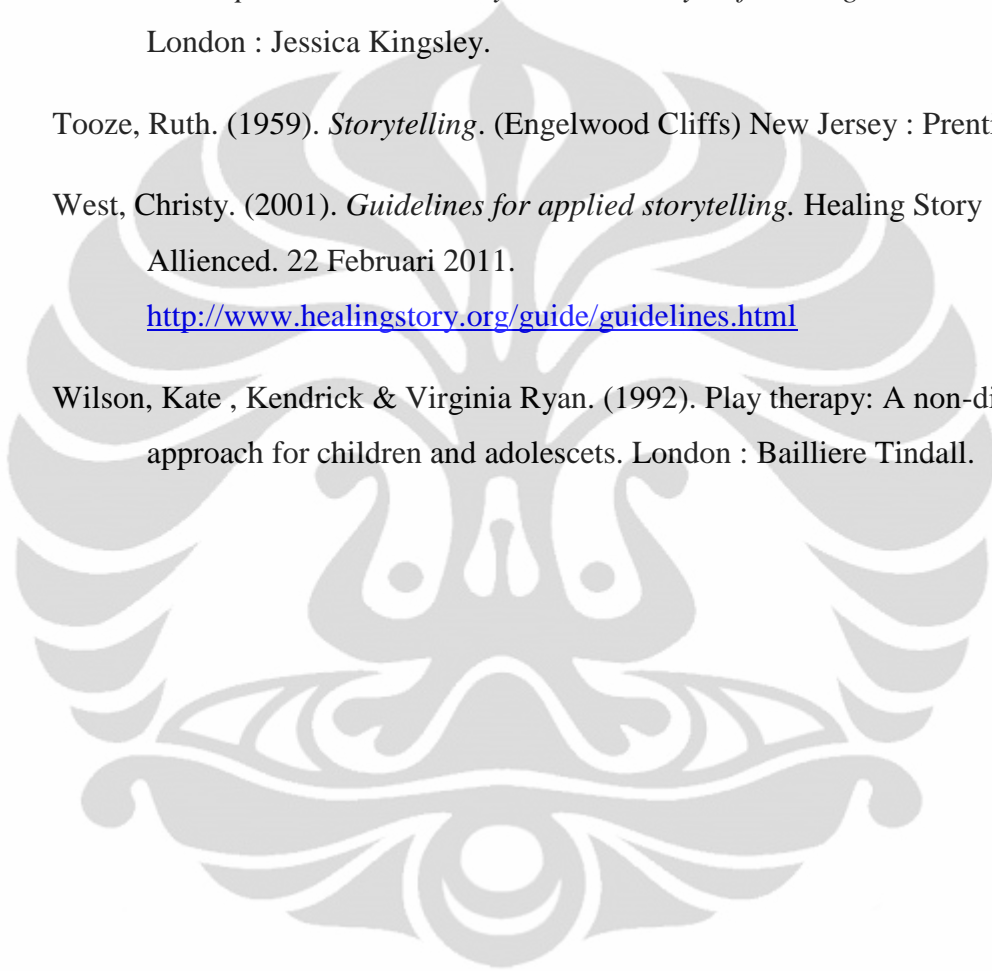 London : Jessica Kingsley.
Tooze, Ruth. (1959). Storytelling. (Engelwood Cliffs) New Jersey : Prent
West, Christy. (2001). Guidelines for applied storytelling. Healing Story
Allienced. 22 Februari 2011.
http://www.healingstory.org/guide/guidelines.html
Wilson, Kate , Kendrick & Virginia Ryan. (1992). Play therapy: A non-di
approach for children and adolescets. London : Bailliere Tindall.